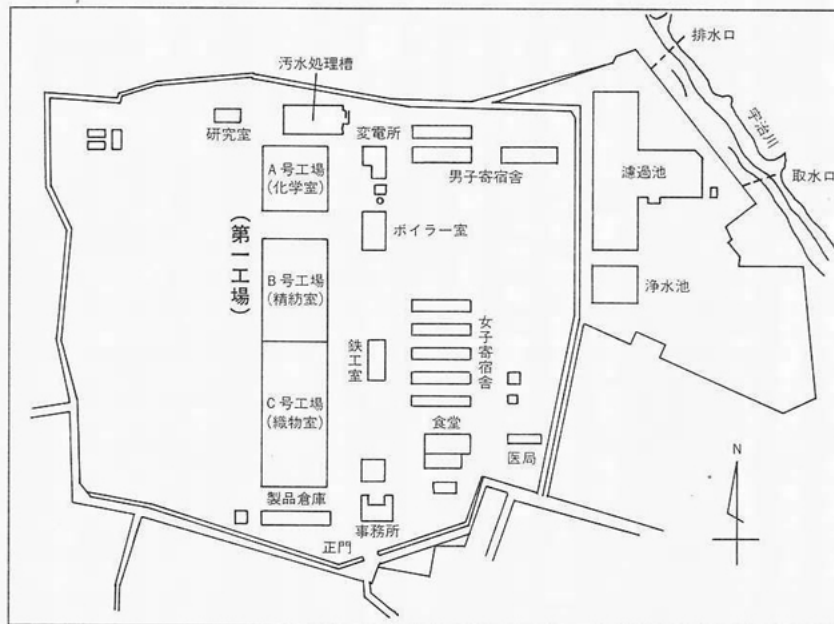 排水口
汚水処理槽
宇治川
研究室
変電所
A号工場
(化学室)
男子寄宿舎
濾過池
取水口
(第一工場)
ボイラー室
B号工場
(精紡室)
浄水池
鉄工室
女子寄宿舎
C号工場
(織物室)
食堂
医局
N
製品倉庫
事務所
正門